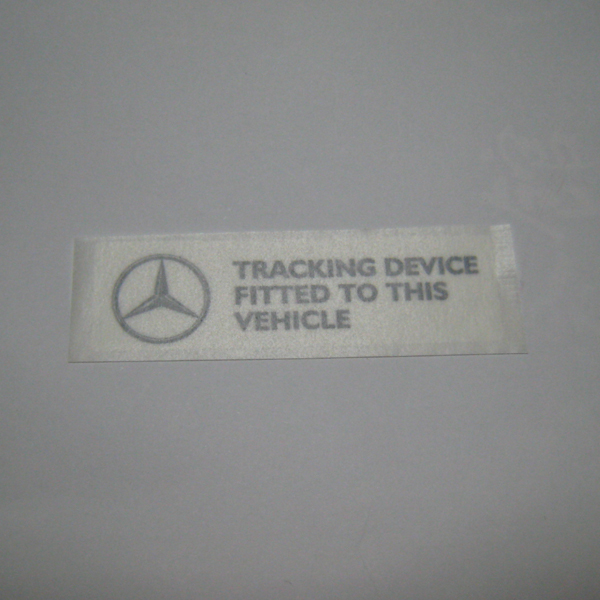 TRACKING DEVICE
FITTED TO THIS
VEHICLE